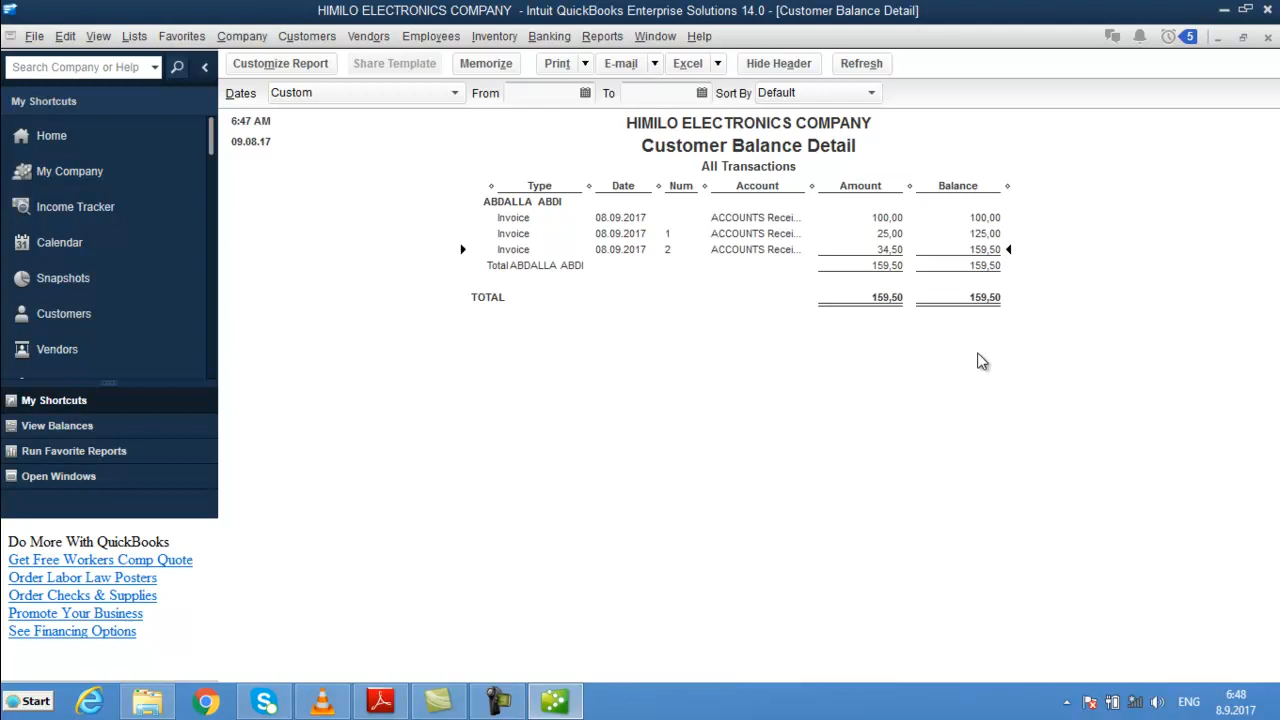 HIMILO ELECTRONICS COMPANY - Intuit QuickBooks Enterprise Solutions 14.0 - [Customer Balance Detail]
File Edit View Lists Favorites Company Customers Vendors Employees Inventory Banking Reports Window Help 5
Search Company or Help
Customize Report Share Template Memorize Print E-mail Excel Hide Header Refresh
Dates Custom From To Sort By Default
My Shortcuts
Home
My Company
Income Tracker
Calendar
Snapshots
Customers
Vendors
My Shortcuts
View Balances
Run Favorite Reports
Open Windows
Do More With QuickBooks
Get Free Workers Comp Quote
Order Labor Law Posters
Order Checks & Supplies
Promote Your Business
See Financing Options
6:47 AM
09.08.17
HIMILO ELECTRONICS COMPANY
Customer Balance Detail
All Transactions
Type Date Num Account Amount Balance
ABDALLA ABDI
Invoice 08.09.2017 ACCOUNTS Recei... 100,00 100,00
Invoice 08.09.2017 1 ACCOUNTS Recei... 25,00 125,00
Invoice 08.09.2017 2 ACCOUNTS Recei... 34,50 159,50
Total ABDALLA ABDI 159,50 159,50
TOTAL 159,50 159,50
Start ENG 6:48
8.9.2017